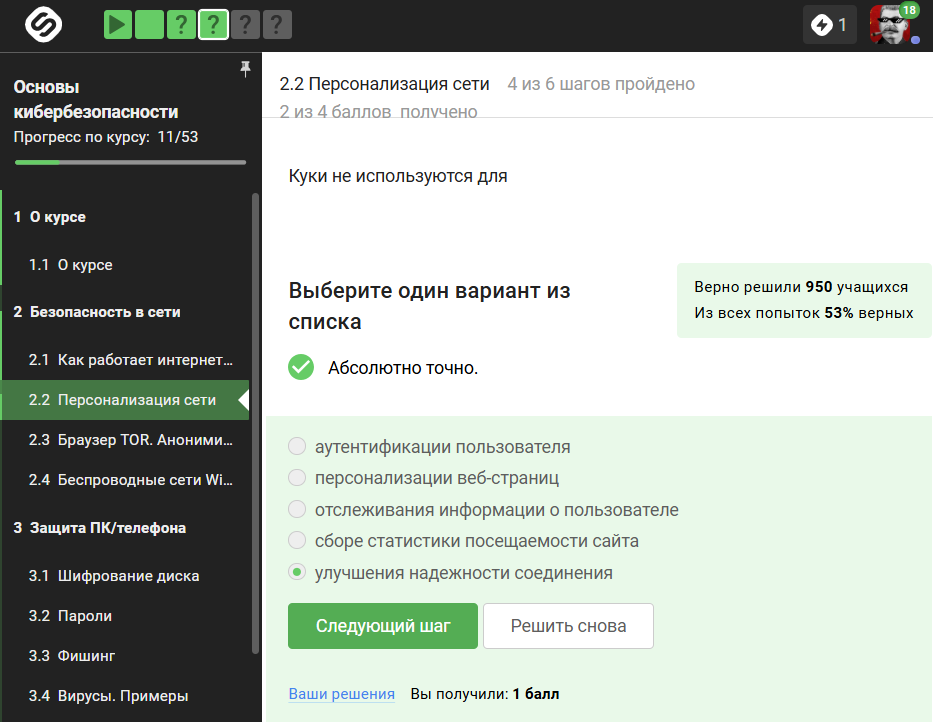 ? ? ? ?
1
18
Основы
кибербезопасности
Прогресс по курсу: 11/53
1 О курсе
1.1 О курсе
2 Безопасность в сети
2.1 Как работает интернет...
2.2 Персонализация сети
2.3 Браузер TOR. Аноними...
2.4 Беспроводные сети Wi...
3 Защита ПК/телефона
3.1 Шифрование диска
3.2 Пароли
3.3 Фишинг
3.4 Вирусы. Примеры
2.2 Персонализация сети 4 из 6 шагов пройдено
2 из 4 баллов получено
Куки не используются для
Выберите один вариант из
списка
Верно решили 950 учащихся
Из всех попыток 53% верных
Абсолютно точно.
аутентификации пользователя
персонализации веб-страниц
отслеживания информации о пользователе
сборе статистики посещаемости сайта
улучшения надежности соединения
Следующий шаг Решить снова
Ваши решения Вы получили: 1 балл